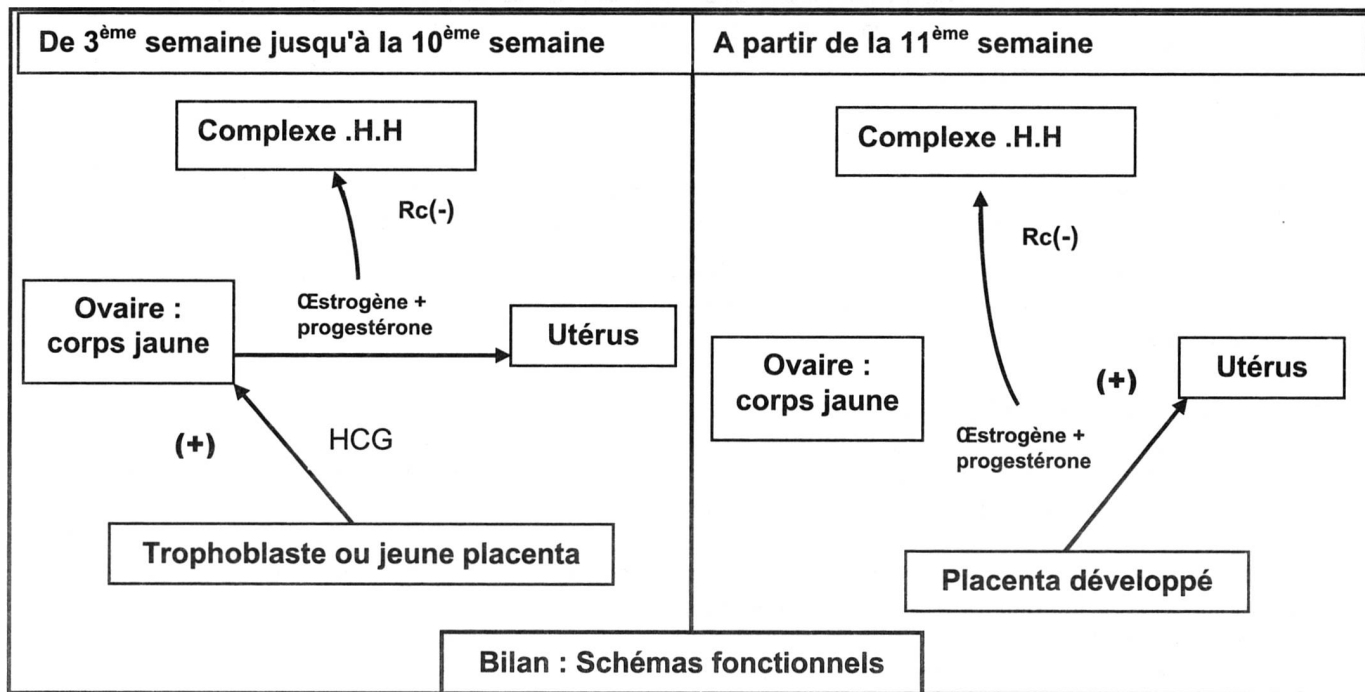 De 3ème semaine jusqu'à la 10ème semaine
Complexe .H.H
Rc(-)
Œstrogène +
progestérone
Ovaire :
corps jaune
Utérus
(+)
HCG
Trophoblaste ou jeune placenta
A partir de la 11ème semaine
Complexe .H.H
Rc(-)
Ovaire :
corps jaune
(+)
Utérus
Œstrogène +
progestérone
Placenta développé
Bilan : Schémas fonctionnels